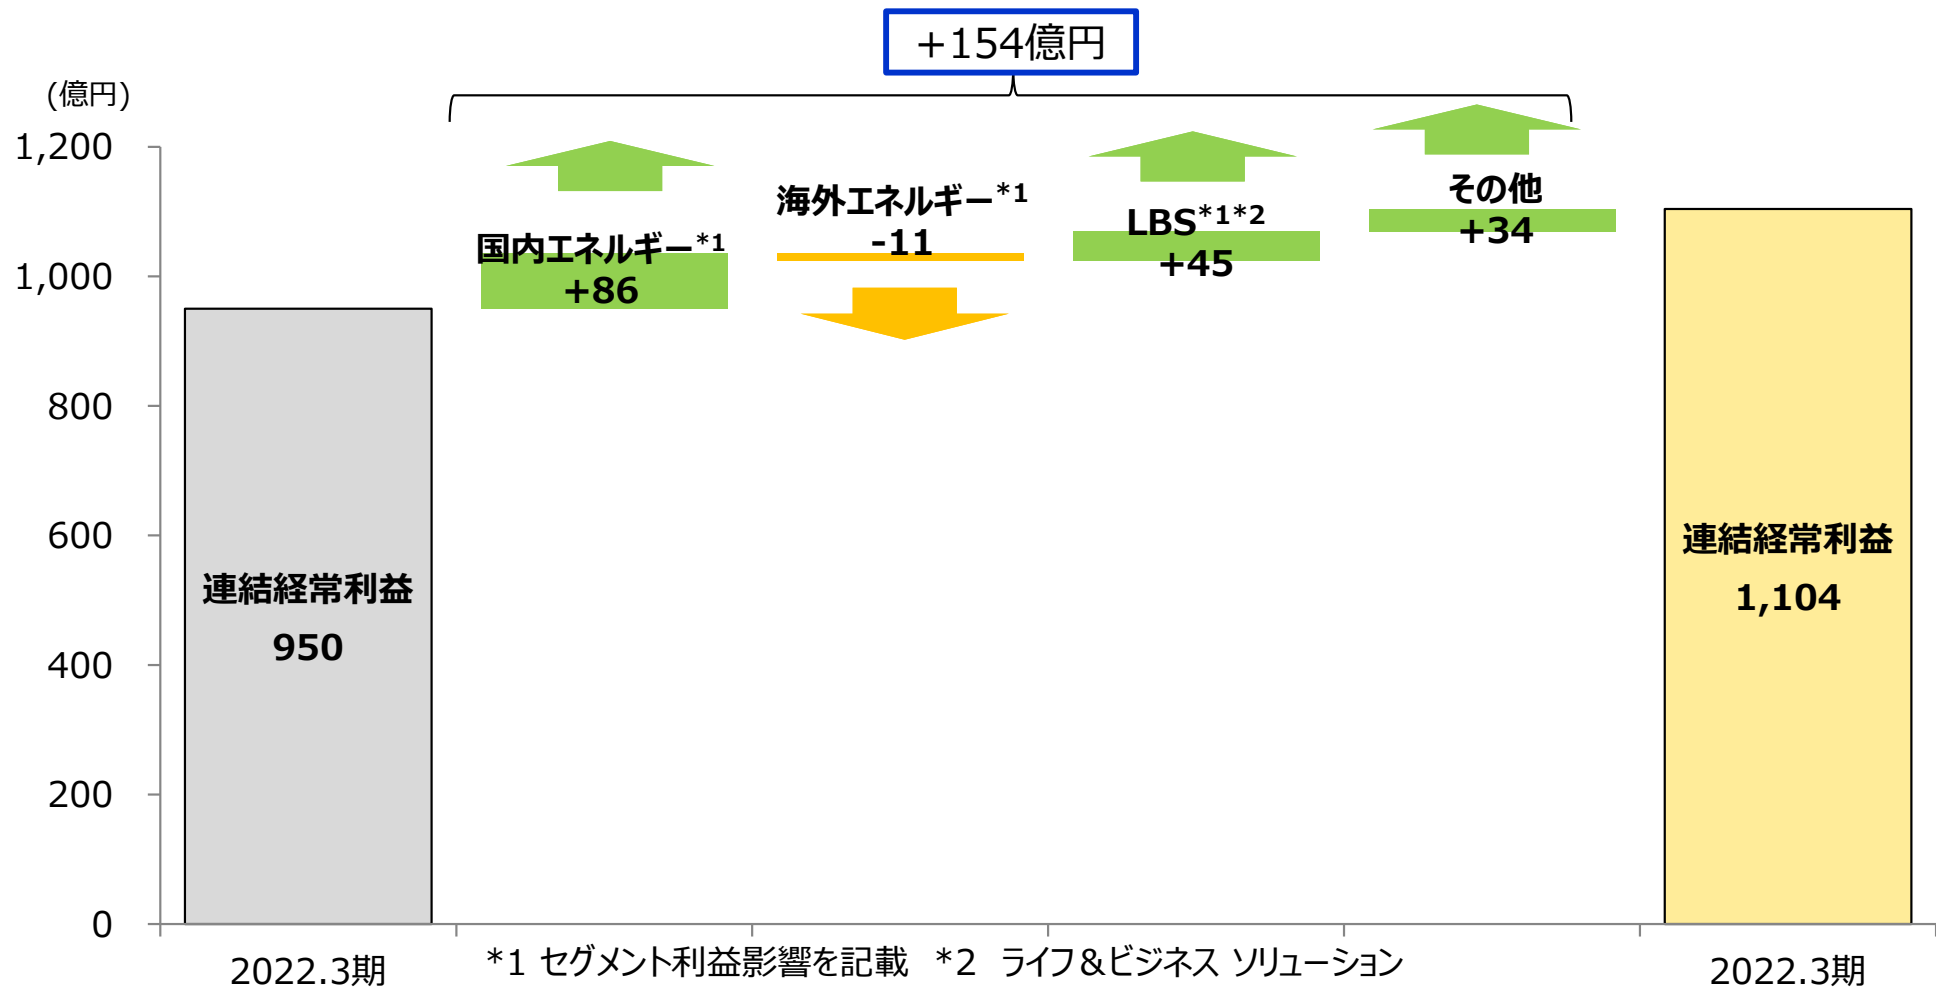 +154億円
(億円)
1,200
1,000
800
600
400
200
0
国内エネルギー*1
+86
海外エネルギー*1
-11
LBS*1*2
+45
その他
+34
連結経常利益
950
連結経常利益
1,104
2022.3期
*1 セグメント利益影響を記載 *2 ライフ&ビジネス ソリューション
2022.3期